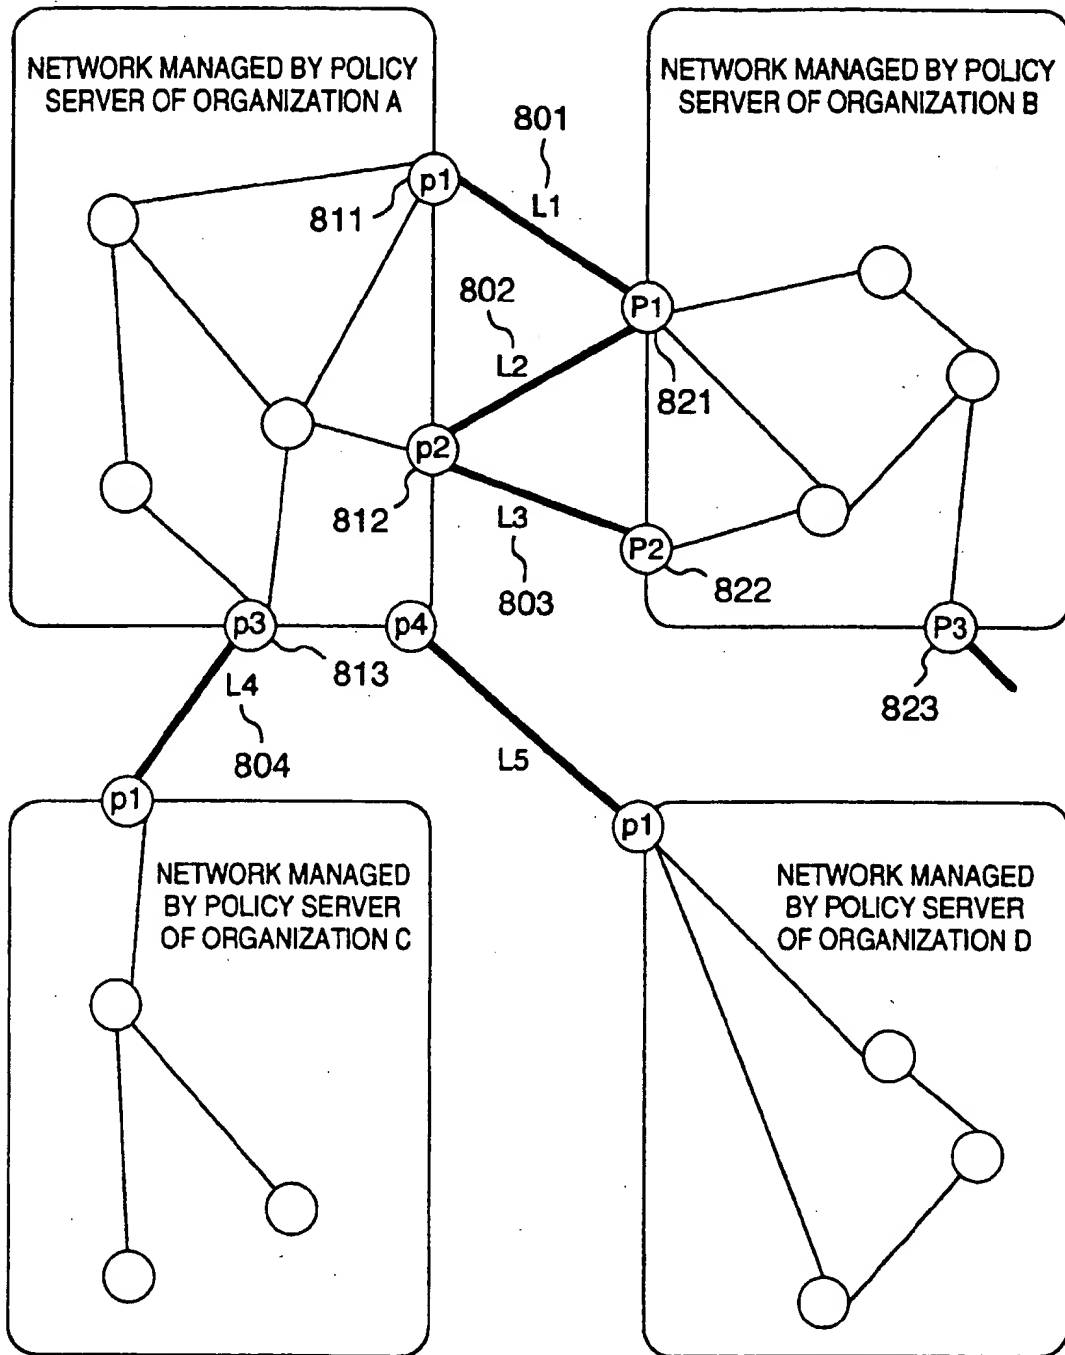 NETWORK MANAGED BY POLICY
SERVER OF ORGANIZATION A
NETWORK MANAGED BY POLICY
SERVER OF ORGANIZATION B
801
p1
L1
811
802
P1
L2
821
p2
812
L3
P2
822
803
p3
p4
P3
813
L4
823
804
L5
p1
p1
NETWORK MANAGED
BY POLICY SERVER
OF ORGANIZATION C
NETWORK MANAGED
BY POLICY SERVER
OF ORGANIZATION D